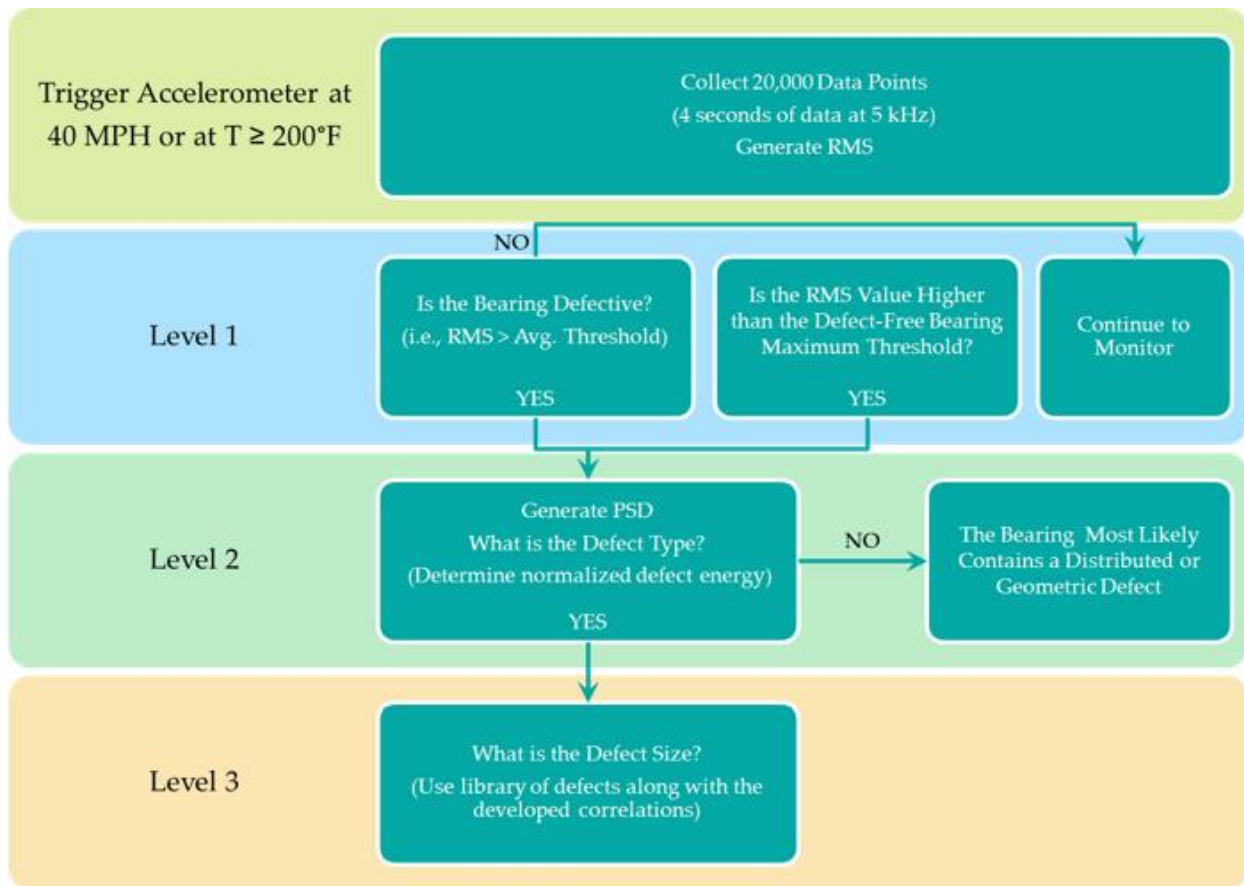 Trigger Accelerometer at
40 MPH or at T ≥ 200°F
Collect 20,000 Data Points
(4 seconds of data at 5 kHz)
Generate RMS
NO
Level 1
Is the Bearing Defective?
(i.e., RMS > Avg. Threshold)
YES
Is the RMS Value Higher
than the Defect-Free Bearing
Maximum Threshold?
YES
Continue to
Monitor
Level 2
Generate PSD
What is the Defect Type?
(Determine normalized defect energy)
YES
NO
The Bearing Most Likely
Contains a Distributed or
Geometric Defect
Level 3
What is the Defect Size?
(Use library of defects along with the
developed correlations)